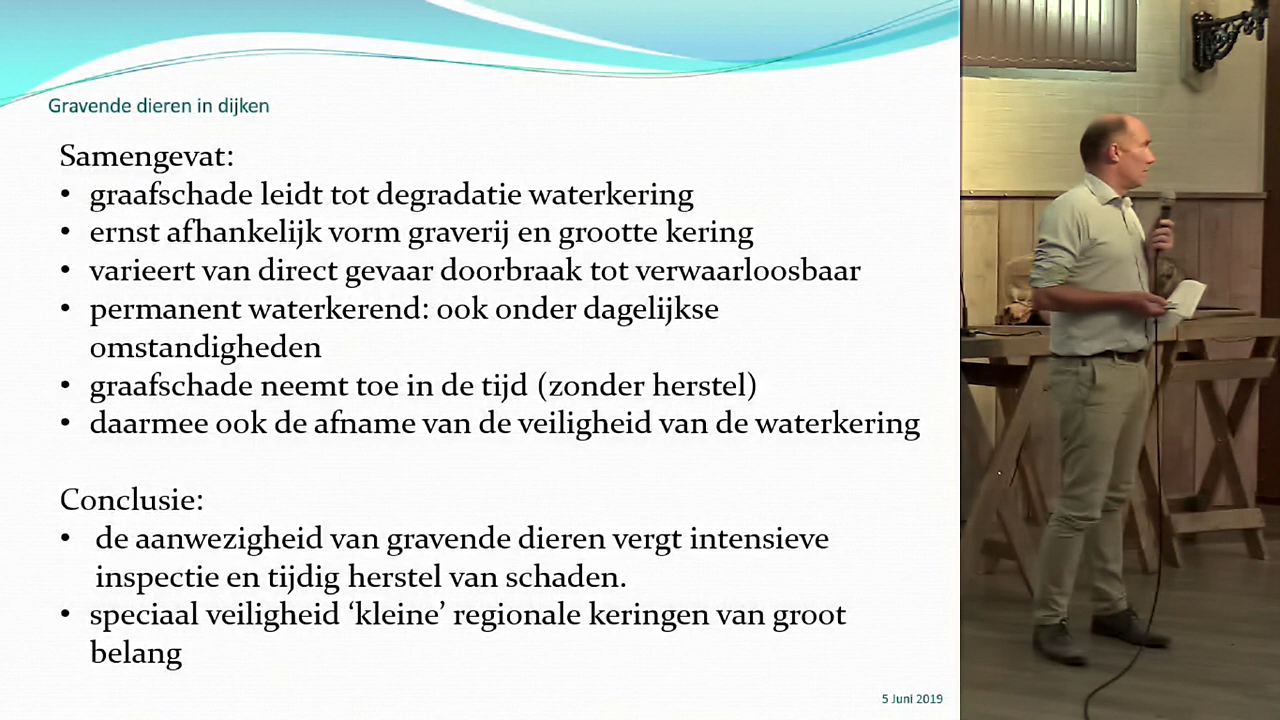 Gravende dieren in dijken
Samengevat:
• graafschade leidt tot degradatie waterkering
• ernst afhankelijk vorm graverij en grootte kering
• varieert van direct gevaar doorbraak tot verwaarloosbaar
• permanent waterkerend: ook onder dagelijkse
omstandigheden
• graafschade neemt toe in de tijd (zonder herstel)
• daarmee ook de afname van de veiligheid van de waterkering
Conclusie:
• de aanwezigheid van gravende dieren vergt intensieve
inspectie en tijdig herstel van schaden.
• speciaal veiligheid ‘kleine’ regionale keringen van groot
belang
5 Juni 2019